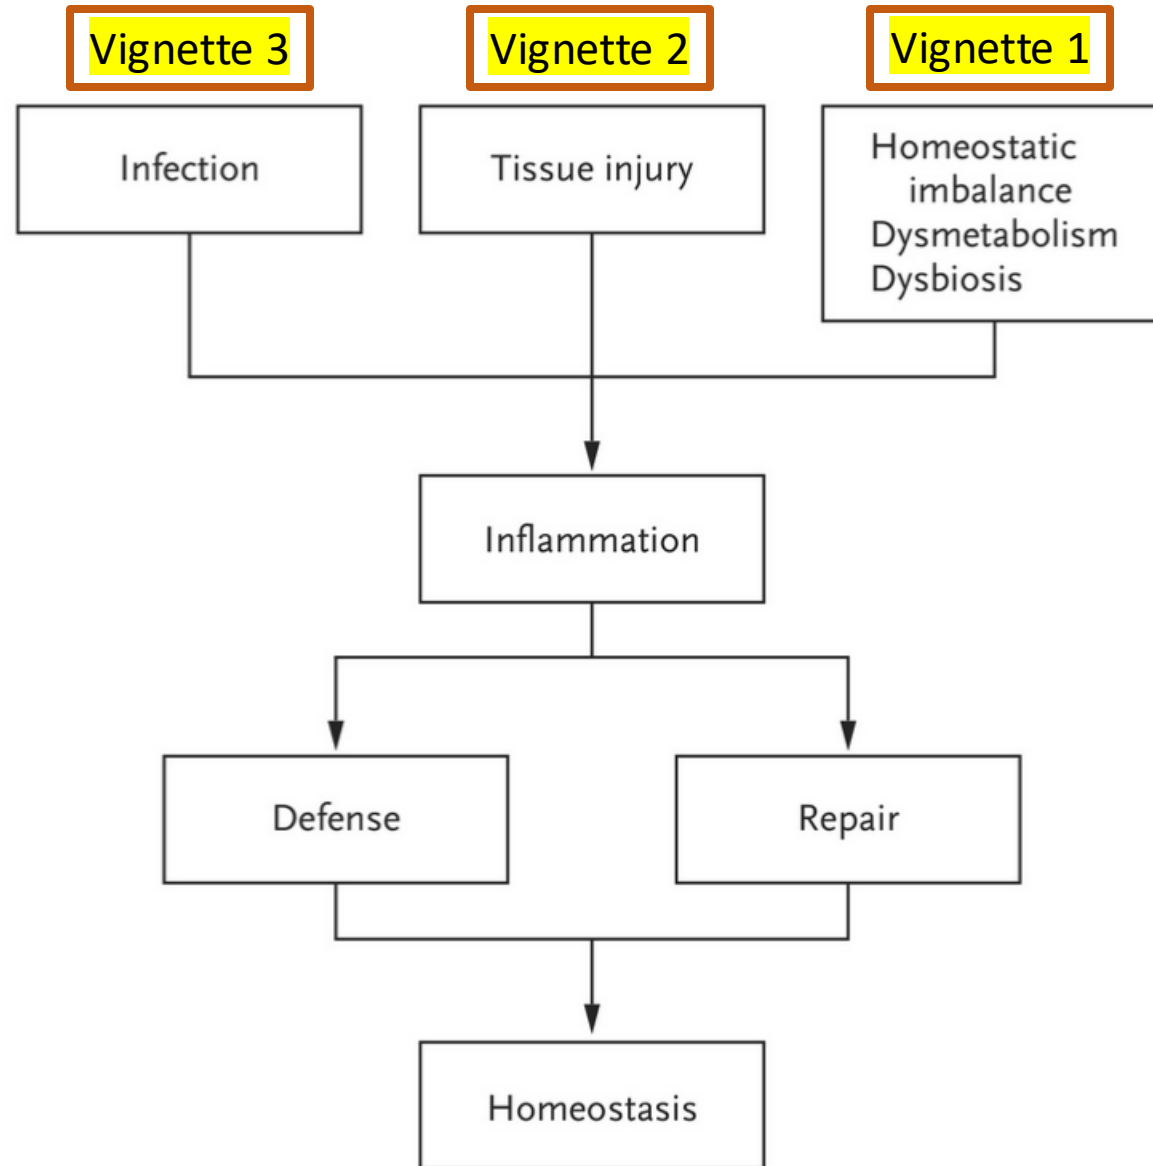 Vignette 3
Vignette 2
Vignette 1
Infection
Tissue injury
Homeostatic
imbalance
Dysmetabolism
Dysbiosis
Inflammation
Defense
Repair
Homeostasis